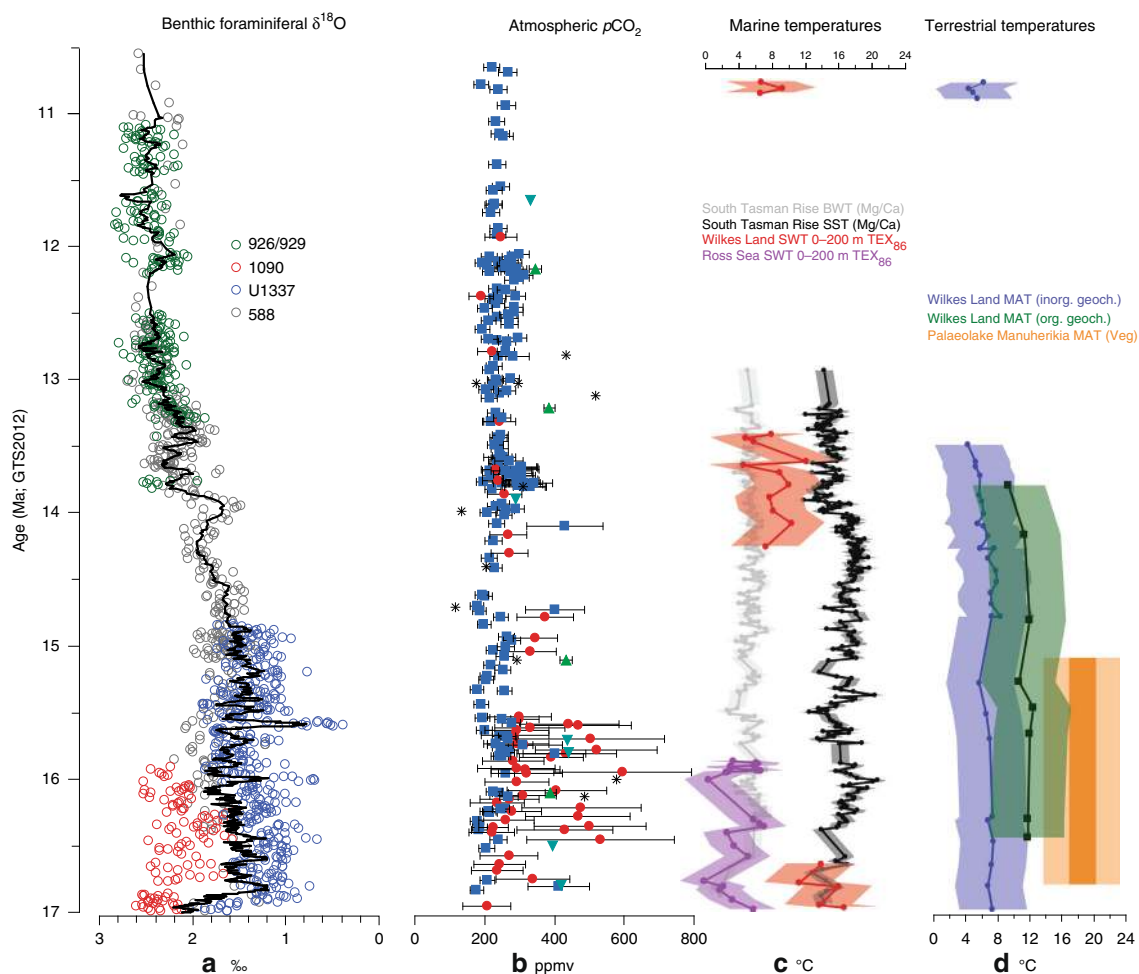 Benthic foraminiferal δ18O
Atmospheric pCO2
Marine temperatures
Terrestrial temperatures
0 4 8 12 16 20 24
11
12
13
14
15
16
17
Age (Ma; GTS2012)
926/929
1090
U1337
588
South Tasman Rise BWT (Mg/Ca)
South Tasman Rise SST (Mg/Ca)
Wilkes Land SWT 0–200 m TEX86
Ross Sea SWT 0–200 m TEX86
Wilkes Land MAT (inorg. geoch.)
Wilkes Land MAT (org. geoch.)
Palaeolake Manuherikia MAT (Veg)
3 2 1 0
0 200 400 600 800
0 4 8 12 16 20 24
a ‰
b ppmv
c °C
d °C